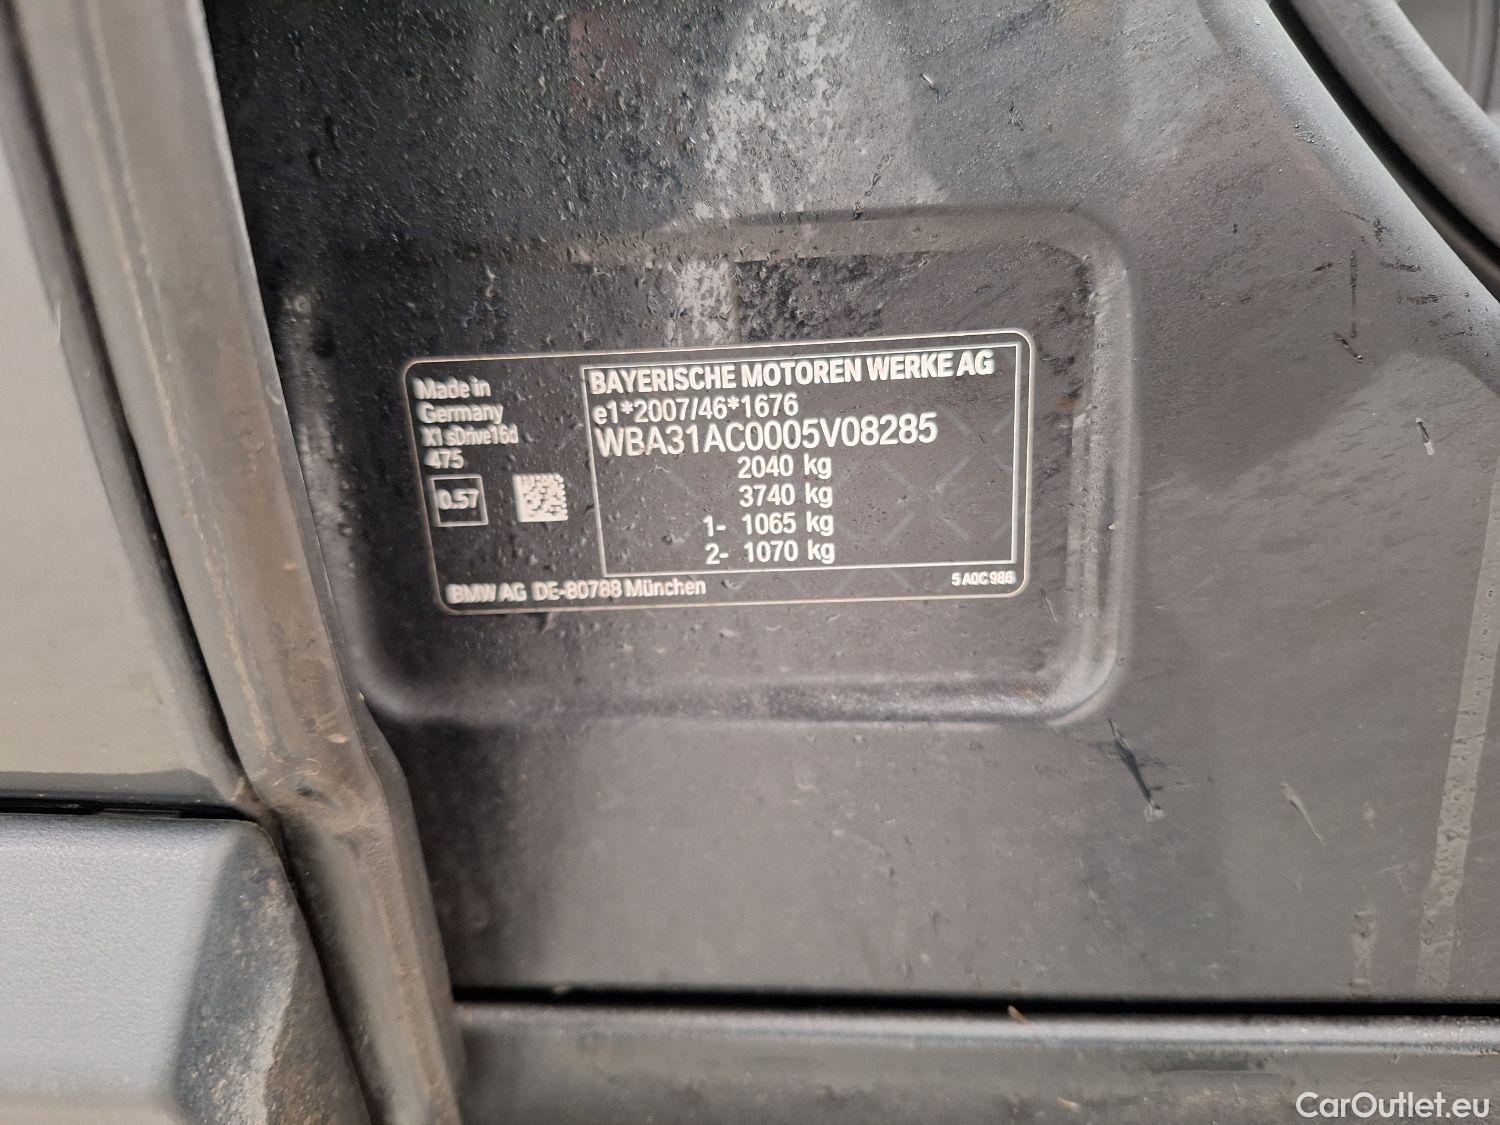 Made in
Germany
X1 sDrive16d
475
0.57
BAYERISCHE MOTOREN WERKE AG
e1*2007/46*1676
WBA31AC0005V08285
2040 kg
3740 kg
1- 1065 kg
2- 1070 kg
BMW AG DE-80788 München
5 A0C 986
CarOutlet.eu